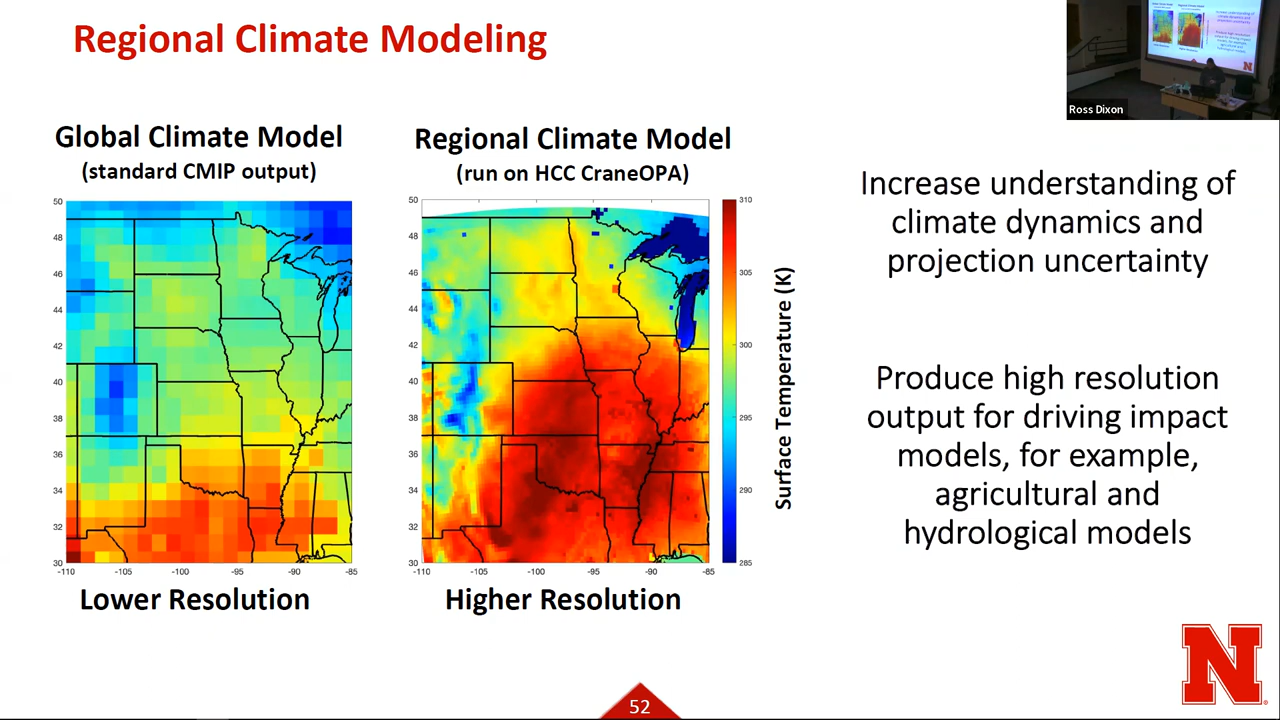 Regional Climate Modeling
Ross Dixon
Global Climate Model
(standard CMIP output)
Regional Climate Model
(run on HCC CraneOPA)
50
48
46
44
42
40
38
36
34
32
30
-110
-105
-100
-95
-90
-85
Lower Resolution
50
48
46
44
42
40
38
36
34
32
30
-110
-105
-100
-95
-90
-85
Higher Resolution
310
305
300
295
290
285
Surface Temperature (K)
Increase understanding of
climate dynamics and
projection uncertainty
Produce high resolution
output for driving impact
models, for example,
agricultural and
hydrological models
N
52